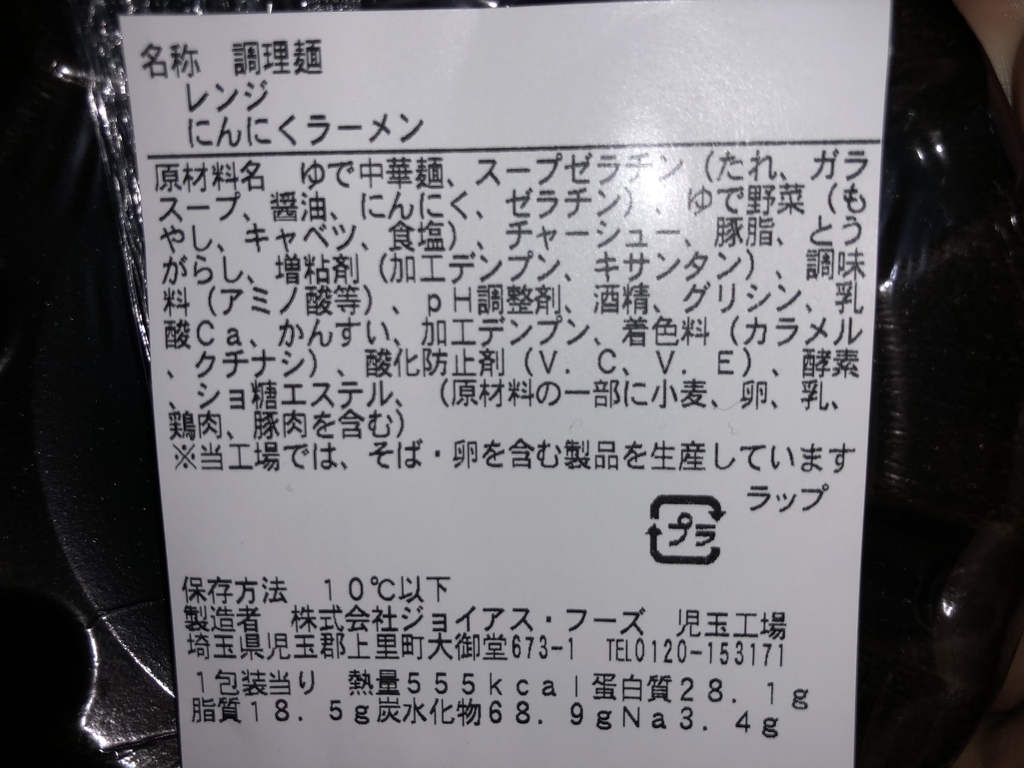 名称　調理麺
レンジ
にんにくラーメン
原材料名　ゆで中華麺、スープゼラチン（たれ、ガラ
スープ、醤油、にんにく、ゼラチン）、ゆで野菜（も
やし、キャベツ、食塩）、チャーシュー、豚脂、とう
がらし、増粘剤（加工デンプン、キサンタン）、調味
料（アミノ酸等）、ｐＨ調整剤、酒精、グリシン、乳
酸Ｃａ、かんすい、加工デンプン、着色料（カラメル
、クチナシ）、酸化防止剤（Ｖ．Ｃ、Ｖ．Ｅ）、酵素
、ショ糖エステル、（原材料の一部に小麦、卵、乳、
鶏肉、豚肉を含む）
※当工場では、そば・卵を含む製品を生産しています
ラップ
プラ
保存方法　１０℃以下
製造者　株式会社ジョイアス・フーズ　児玉工場
埼玉県児玉郡上里町大御堂673-1　TEL0120-153171
１包装当り　熱量５５５ｋｃａｌ蛋白質２８．１ｇ
脂質１８．５ｇ炭水化物６８．９ｇＮａ３．４ｇ